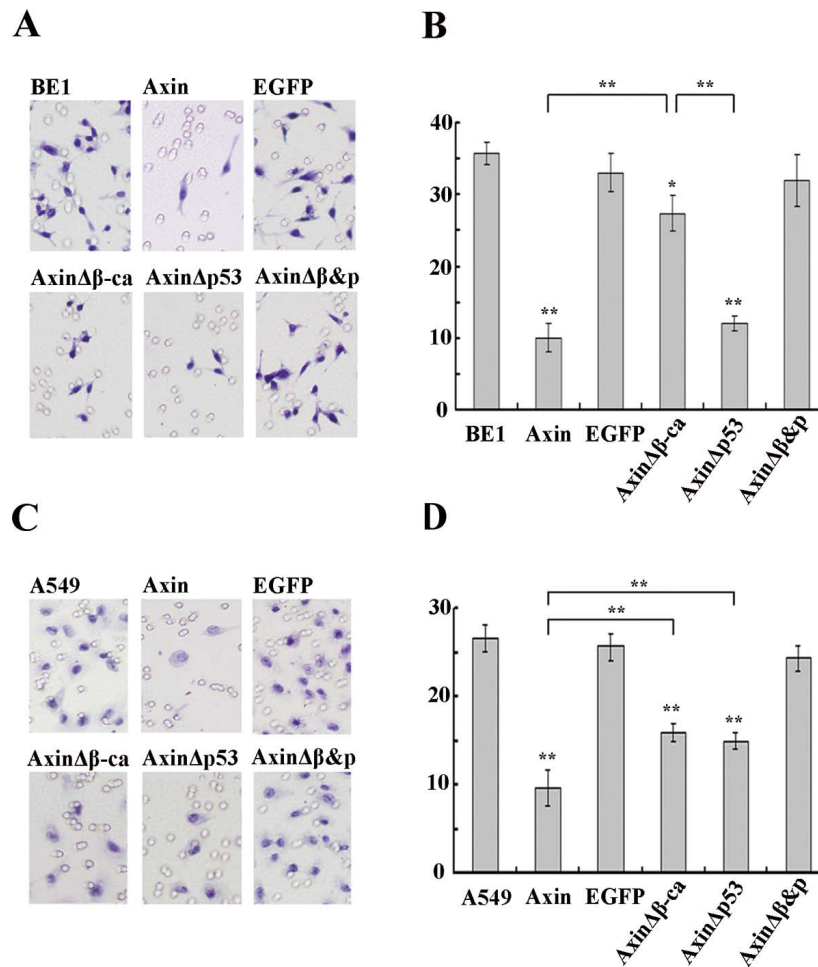 A
BE1 Axin EGFP
AxinΔβ-ca AxinΔp53 AxinΔβ&p
B
** **
40
30
20
10
0
** * **
BE1 Axin EGFP AxinΔβ-ca AxinΔp53 AxinΔβ&p
C
A549 Axin EGFP
AxinΔβ-ca AxinΔp53 AxinΔβ&p
D
**
**
30
20
10
0
** ** **
A549 Axin EGFP AxinΔβ-ca AxinΔp53 AxinΔβ&p